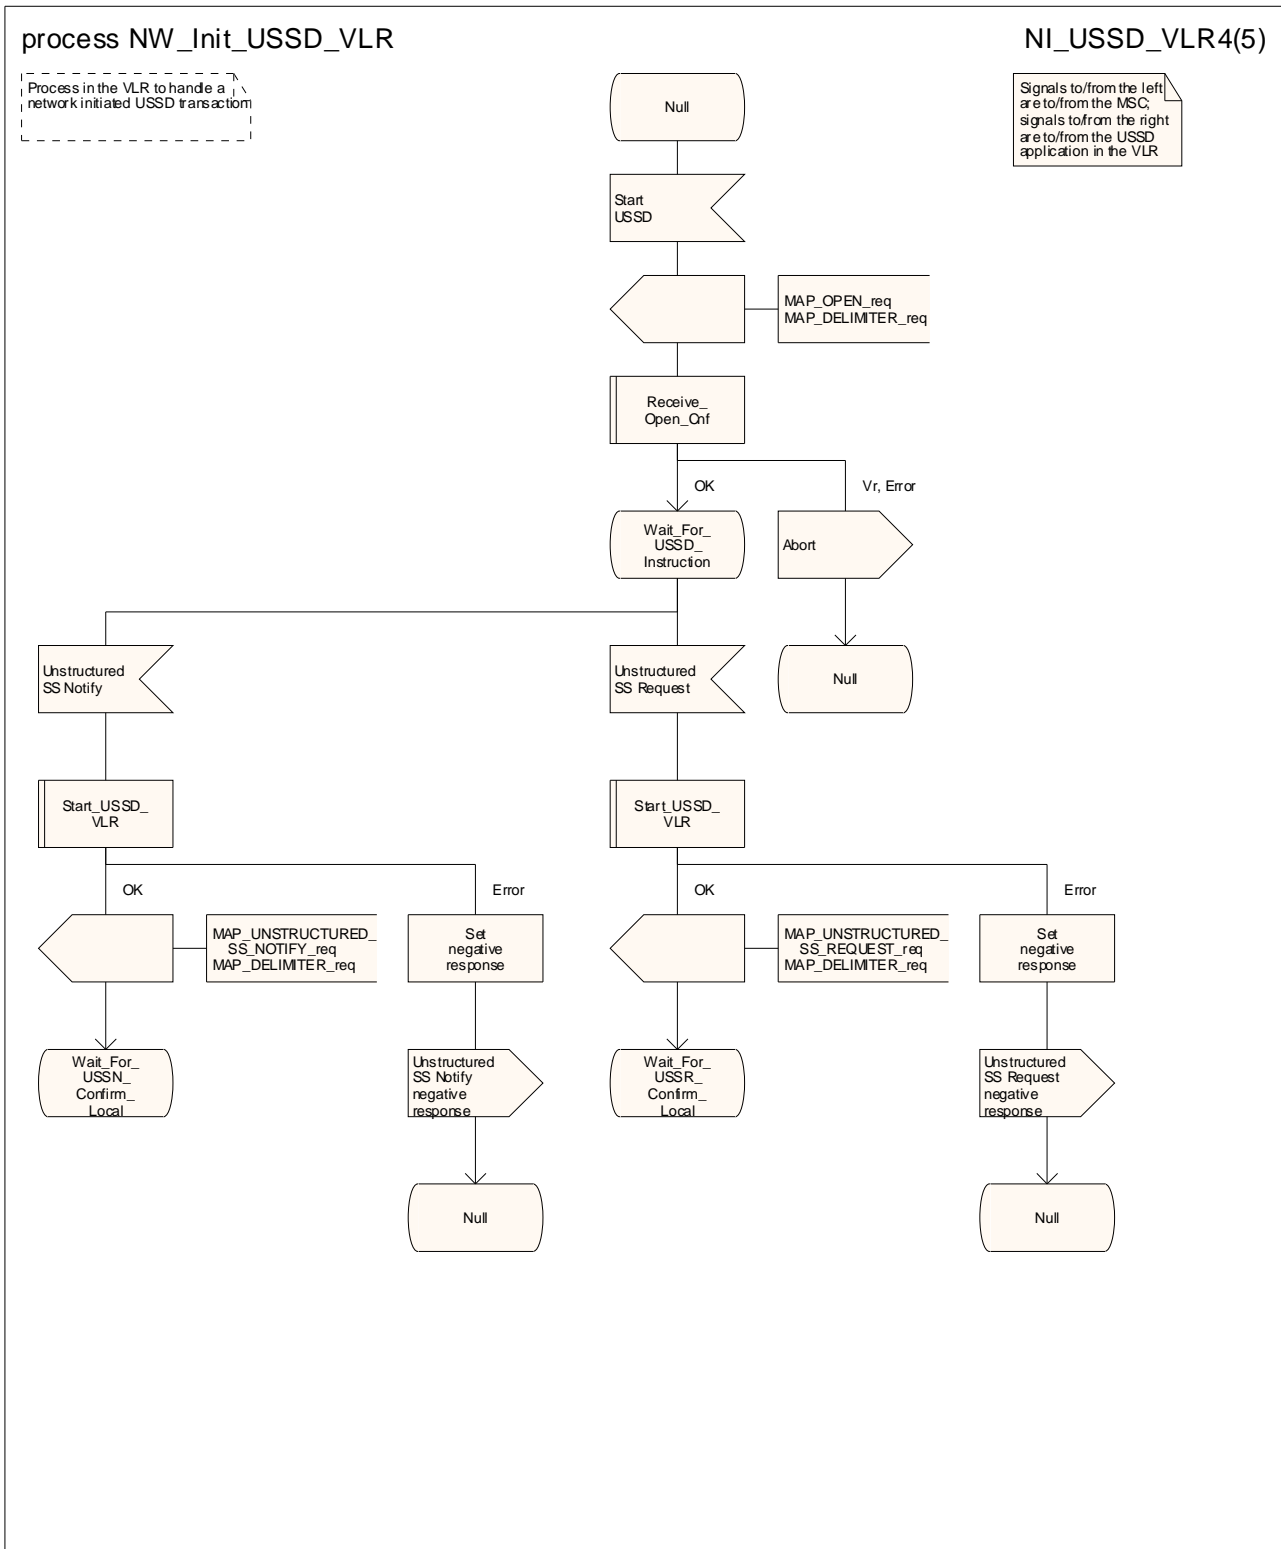 process NW_Init_USSD_VLR
NI_USSD_VLR4(5)
Process in the VLR to handle a
network initiated USSD transaction
Signals to/from the left
are to/from the MSC;
signals to/from the right
are to/from the USSD
application in the VLR
Null
Start
USSD
MAP_OPEN_req
MAP_DELIMITER_req
Receive_
Open_Cnf
OK
Vr, Error
Wait_For_
USSD_
Instruction
Abort
Unstructured
SS Notify
Unstructured
SS Request
Null
Start_USSD_
VLR
Start_USSD_
VLR
OK
Error
OK
Error
MAP_UNSTRUCTURED_
SS_NOTIFY_req
MAP_DELIMITER_req
Set
negative
response
MAP_UNSTRUCTURED_
SS_REQUEST_req
MAP_DELIMITER_req
Set
negative
response
Wait_For_
USSN_
Confirm_
Local
Unstructured
SS Notify
negative
response
Wait_For_
USSR_
Confirm_
Local
Unstructured
SS Request
negative
response
Null
Null